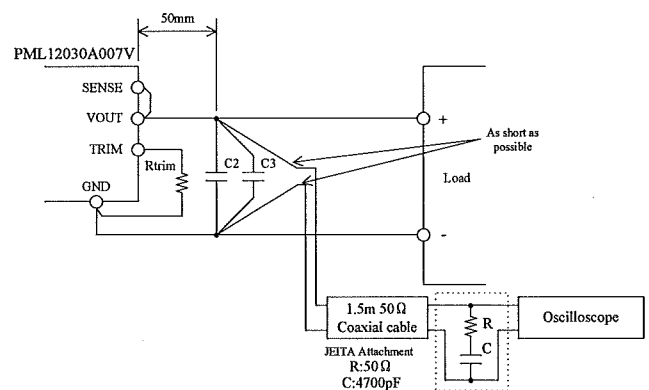 50mm
PML12030A007V
SENSE
VOUT
TRIM
Rtrim
GND
C2
C3
+
As short as
possible
Load
-
1.5m 50Ω
Coaxial cable
R
C
Oscilloscope
JEITA Attachment
R:50Ω
C:4700pF